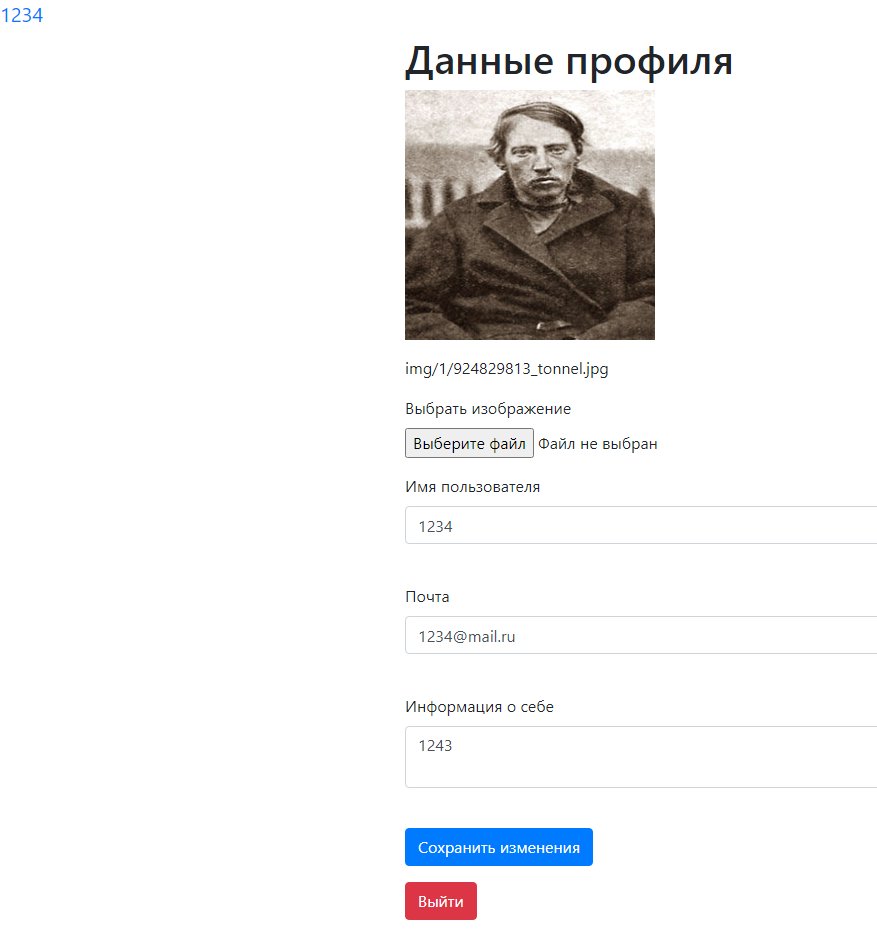 1234
Данные профиля
img/1/924829813_tonnel.jpg
Выбрать изображение
Выберите файл Файл не выбран
Имя пользователя
1234
Почта
1234@mail.ru
Информация о себе
1243
Сохранить изменения
Выйти